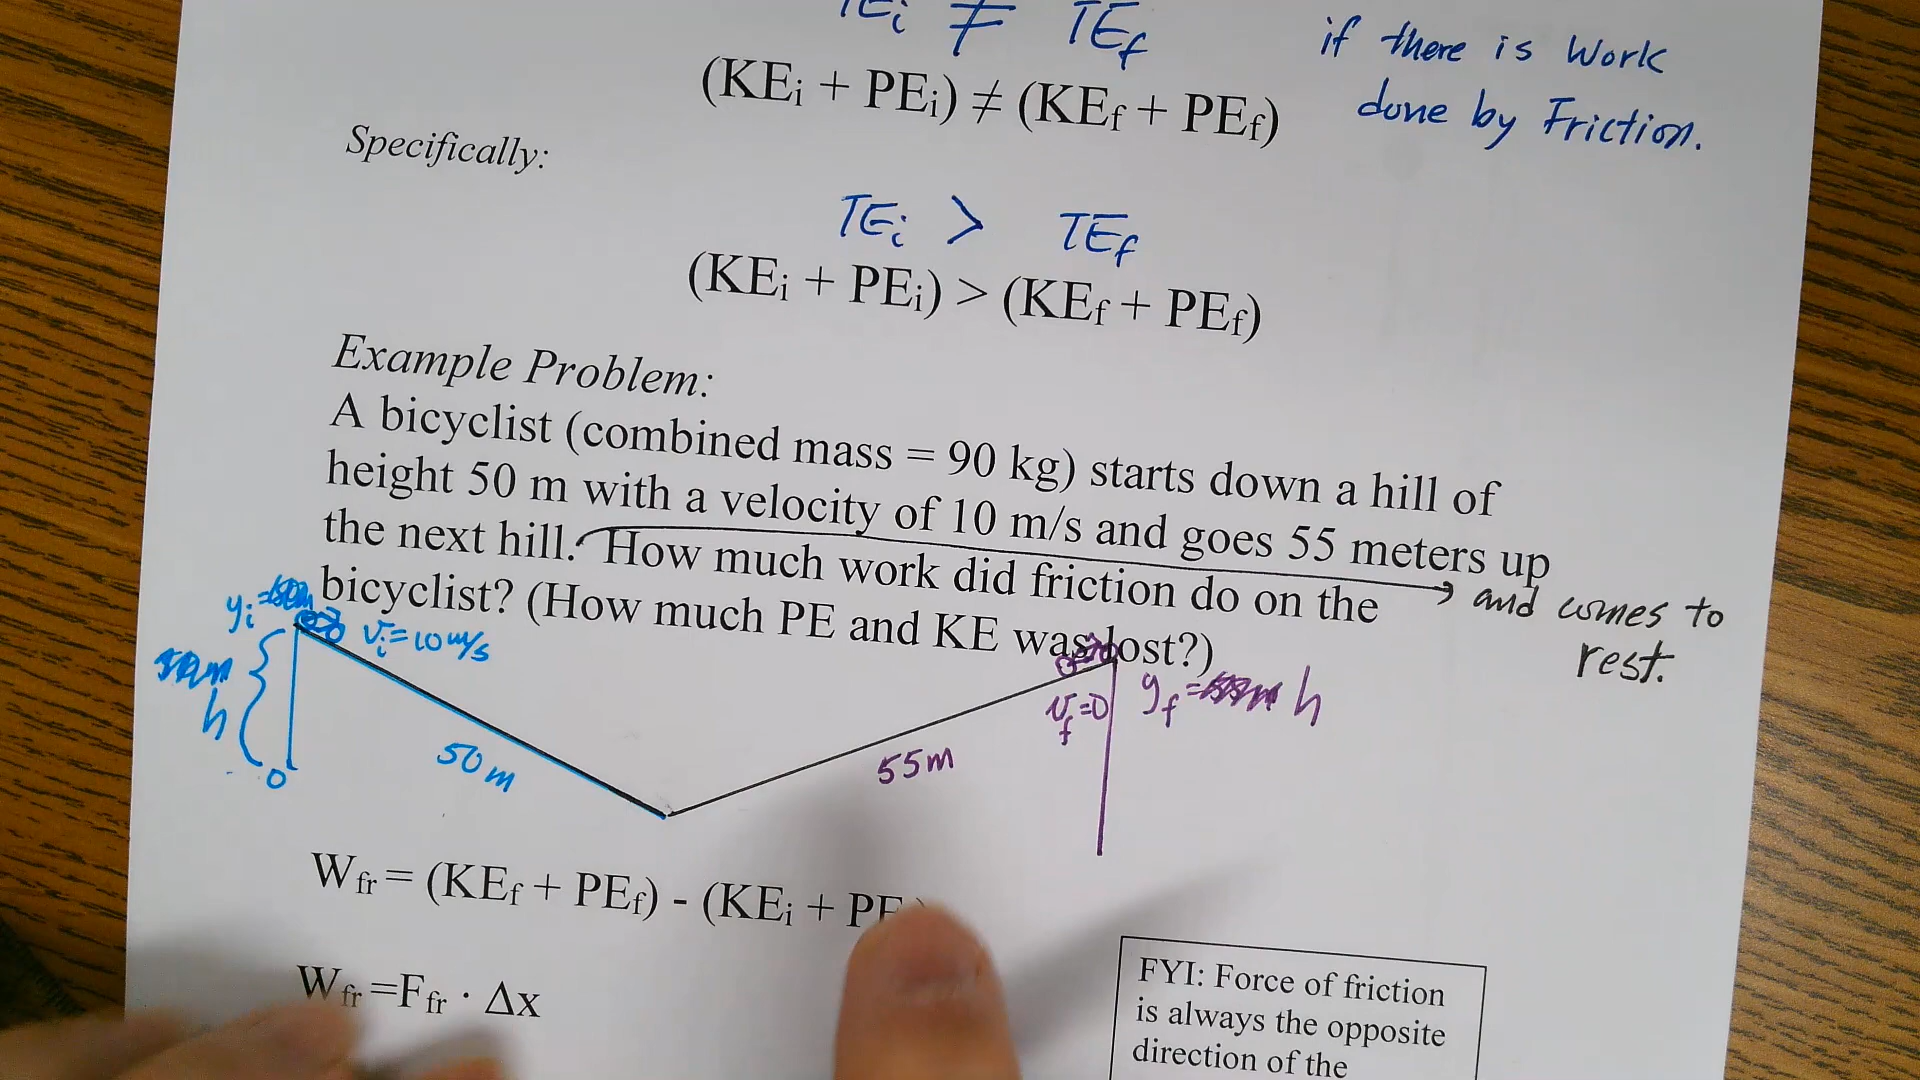 TEi ≠ TEf if there is Work
(KEi + PEi) ≠ (KEf + PEf) done by Friction.
Specifically:
TEi > TEf
(KEi + PEi) > (KEf + PEf)
Example Problem:
A bicyclist (combined mass = 90 kg) starts down a hill of
height 50 m with a velocity of 10 m/s and goes 55 meters up
the next hill. How much work did friction do on the → and comes to
bicyclist? (How much PE and KE was lost?) rest.
yi = vi=10 m/s
h
vf=0 yf = h
50 m
55 m
0
Wfr = (KEf + PEf) - (KEi + PE
Wfr =Ffr · Δx
FYI: Force of friction
is always the opposite
direction of the